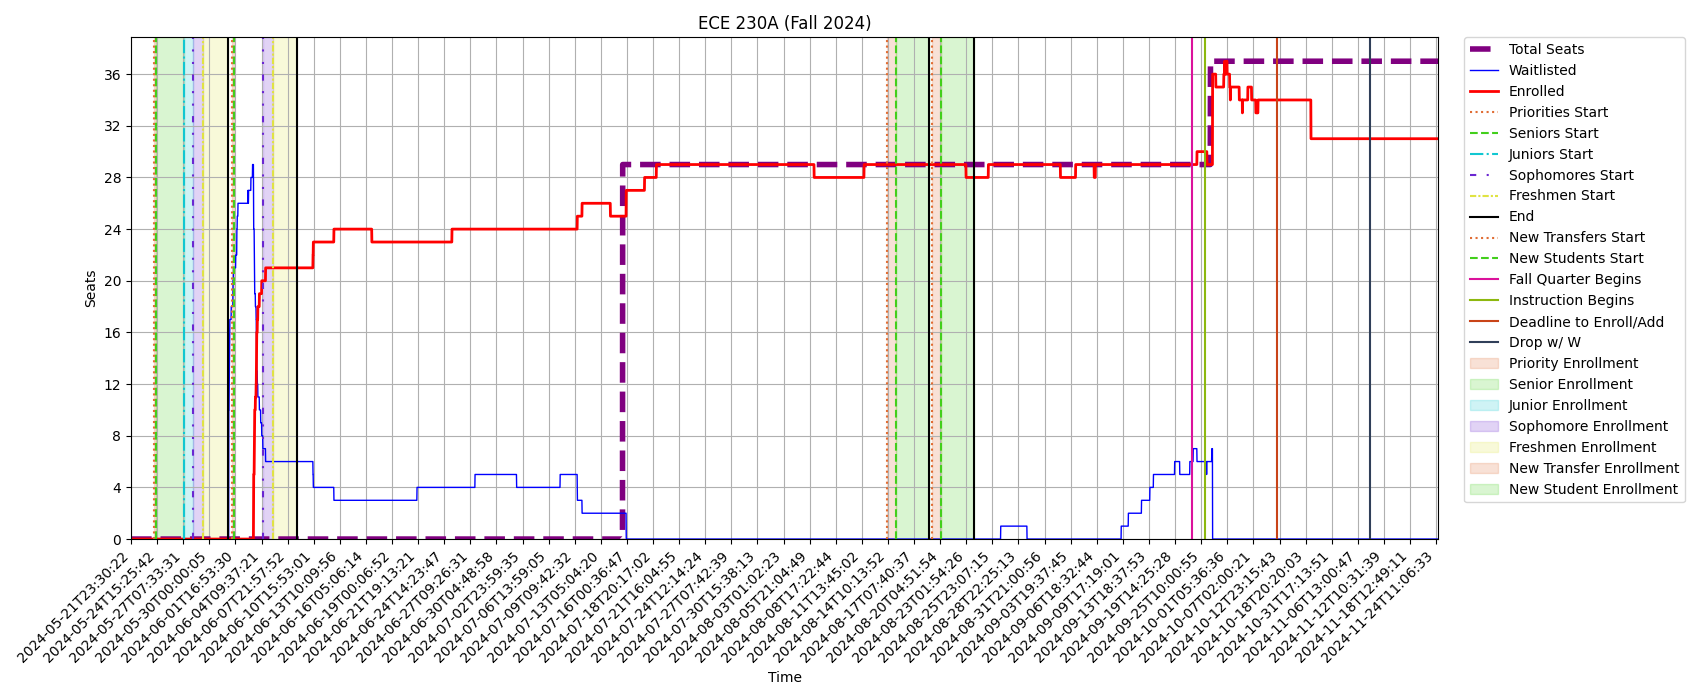 ECE 230A (Fall 2024)
Seats
36
32
28
24
20
16
12
8
4
0
2024-05-21T23:30:22
2024-05-24T15:25:42
2024-05-27T07:33:31
2024-05-30T00:00:05
2024-06-01T16:53:30
2024-06-04T09:37:21
2024-06-07T21:57:52
2024-06-10T15:53:01
2024-06-13T10:09:56
2024-06-16T05:06:14
2024-06-19T00:06:52
2024-06-21T19:13:21
2024-06-24T14:23:47
2024-06-27T09:26:31
2024-06-30T04:48:58
2024-07-02T23:59:35
2024-07-06T13:59:05
2024-07-09T09:42:32
2024-07-13T05:04:20
2024-07-16T00:36:47
2024-07-18T20:17:02
2024-07-21T16:04:55
2024-07-24T12:14:24
2024-07-27T07:42:39
2024-07-30T15:38:13
2024-08-03T01:02:23
2024-08-05T21:04:49
2024-08-08T17:22:44
2024-08-11T13:45:02
2024-08-14T10:13:52
2024-08-17T07:40:37
2024-08-20T04:51:54
2024-08-23T01:54:26
2024-08-25T23:07:15
2024-08-28T22:25:13
2024-08-31T21:00:56
2024-09-03T19:37:45
2024-09-06T18:32:44
2024-09-09T17:19:01
2024-09-13T18:37:53
2024-09-19T14:25:28
2024-09-25T10:00:55
2024-10-01T05:36:36
2024-10-07T02:00:21
2024-10-12T23:15:43
2024-10-18T20:20:03
2024-10-31T17:13:51
2024-11-06T13:00:47
2024-11-12T10:31:39
2024-11-18T12:49:11
2024-11-24T11:06:33
Time
Total Seats
Waitlisted
Enrolled
Priorities Start
Seniors Start
Juniors Start
Sophomores Start
Freshmen Start
End
New Transfers Start
New Students Start
Fall Quarter Begins
Instruction Begins
Deadline to Enroll/Add
Drop w/ W
Priority Enrollment
Senior Enrollment
Junior Enrollment
Sophomore Enrollment
Freshmen Enrollment
New Transfer Enrollment
New Student Enrollment